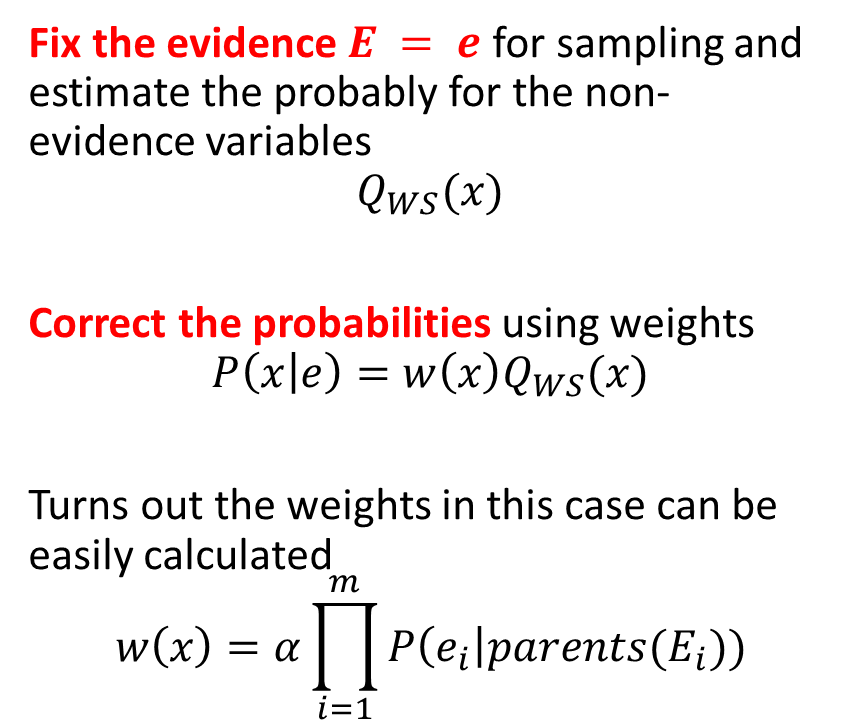 Fix the evidence E = e for sampling and
estimate the probably for the non-
evidence variables
Q_WS(x)
Correct the probabilities using weights
P(x|e) = w(x)Q_WS(x)
Turns out the weights in this case can be
easily calculated
w(x) = α ∏_{i=1}^{m} P(e_i|parents(E_i))